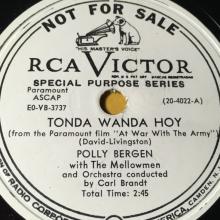 NOT FOR SALE
"HIS MASTER'S VOICE"
RCA VICTOR
SPECIAL PURPOSE SERIES
Paramount
ASCAP
E0-VB-3737
(20-4022-A)
TONDA WANDA HOY
(from the Paramount film "At War With The Army")
(David-Livingston)
POLLY BERGEN
with The Mellowmen
and Orchestra conducted
by Carl Brandt
Total Time: 2:45